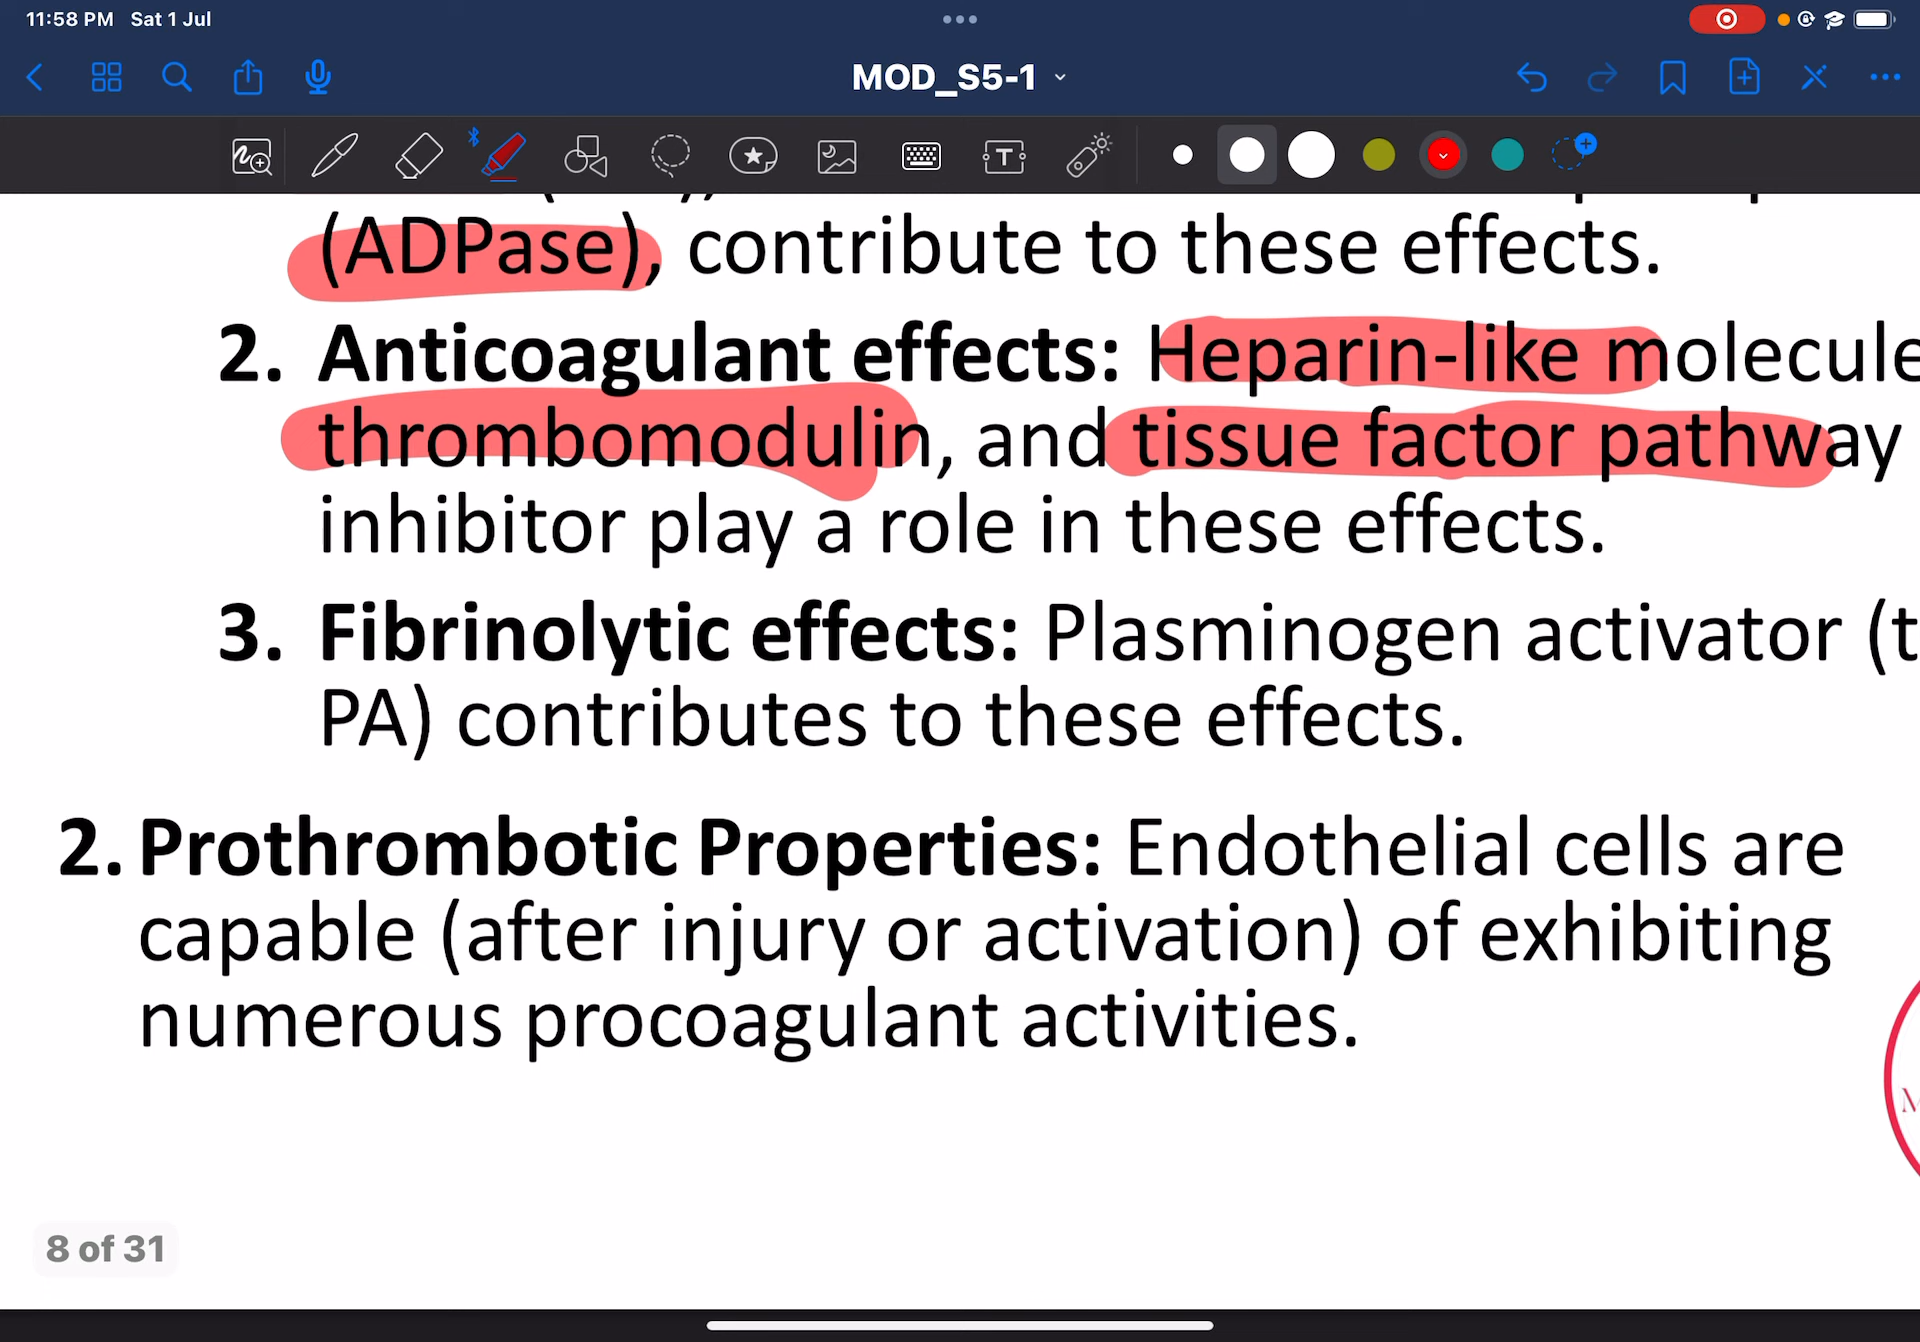 11:58 PM Sat 1 Jul
MOD_S5-1
(ADPase), contribute to these effects.
2. Anticoagulant effects: Heparin-like molecule
thrombomodulin, and tissue factor pathway
inhibitor play a role in these effects.
3. Fibrinolytic effects: Plasminogen activator (t
PA) contributes to these effects.
2. Prothrombotic Properties: Endothelial cells are
capable (after injury or activation) of exhibiting
numerous procoagulant activities.
M
8 of 31